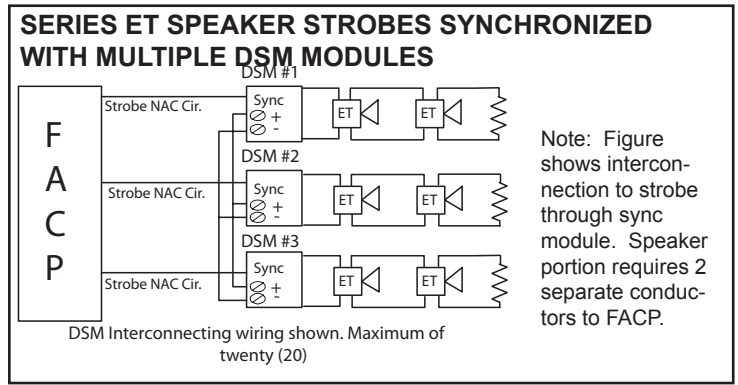 SERIES ET SPEAKER STROBES SYNCHRONIZED
WITH MULTIPLE DSM MODULES
DSM #1
FACP
Strobe NAC Cir.
Sync
+
-
ET
ET
DSM #2
Strobe NAC Cir.
Sync
+
-
ET
ET
DSM #3
Strobe NAC Cir.
Sync
+
-
ET
ET
Note: Figure
shows intercon-
nection to strobe
through sync
module. Speaker
portion requires 2
separate conduc-
tors to FACP.
DSM Interconnecting wiring shown. Maximum of
twenty (20)